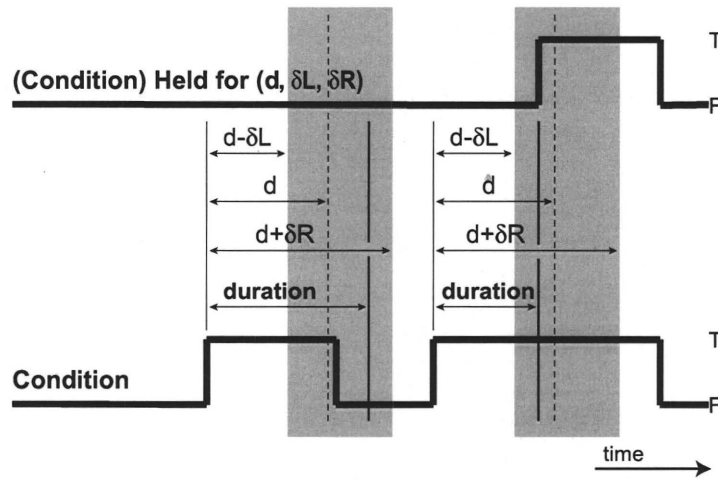 T
(Condition) Held for (d, δL, δR)
F
d-δL d-δL
d d
d+δR d+δR
duration duration
T
Condition
F
time